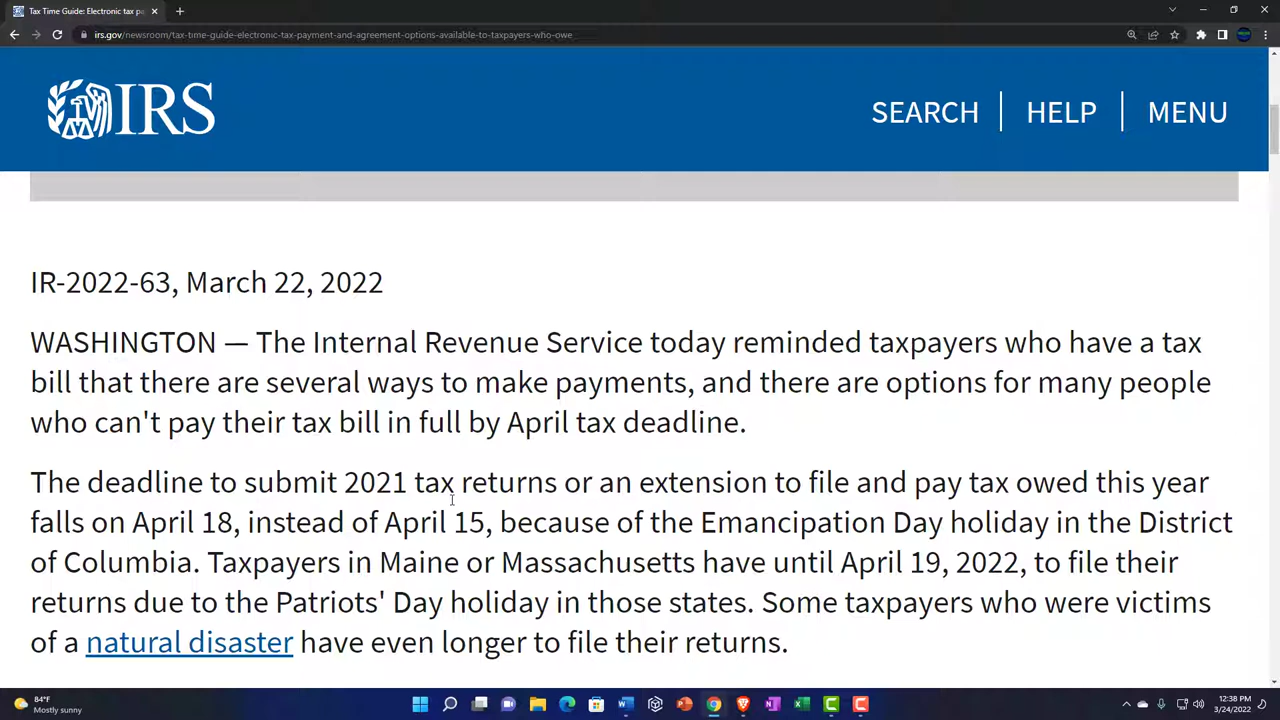 Tax Time Guide: Electronic tax p
irs.gov/newsroom/tax-time-guide-electronic-tax-payment-and-agreement-options-available-to-taxpayers-who-owe
IRS
SEARCH HELP MENU
IR-2022-63, March 22, 2022
WASHINGTON — The Internal Revenue Service today reminded taxpayers who have a tax
bill that there are several ways to make payments, and there are options for many people
who can't pay their tax bill in full by April tax deadline.
The deadline to submit 2021 tax returns or an extension to file and pay tax owed this year
falls on April 18, instead of April 15, because of the Emancipation Day holiday in the District
of Columbia. Taxpayers in Maine or Massachusetts have until April 19, 2022, to file their
returns due to the Patriots' Day holiday in those states. Some taxpayers who were victims
of a natural disaster have even longer to file their returns.
84°F
Mostly sunny
12:38 PM
3/24/2022